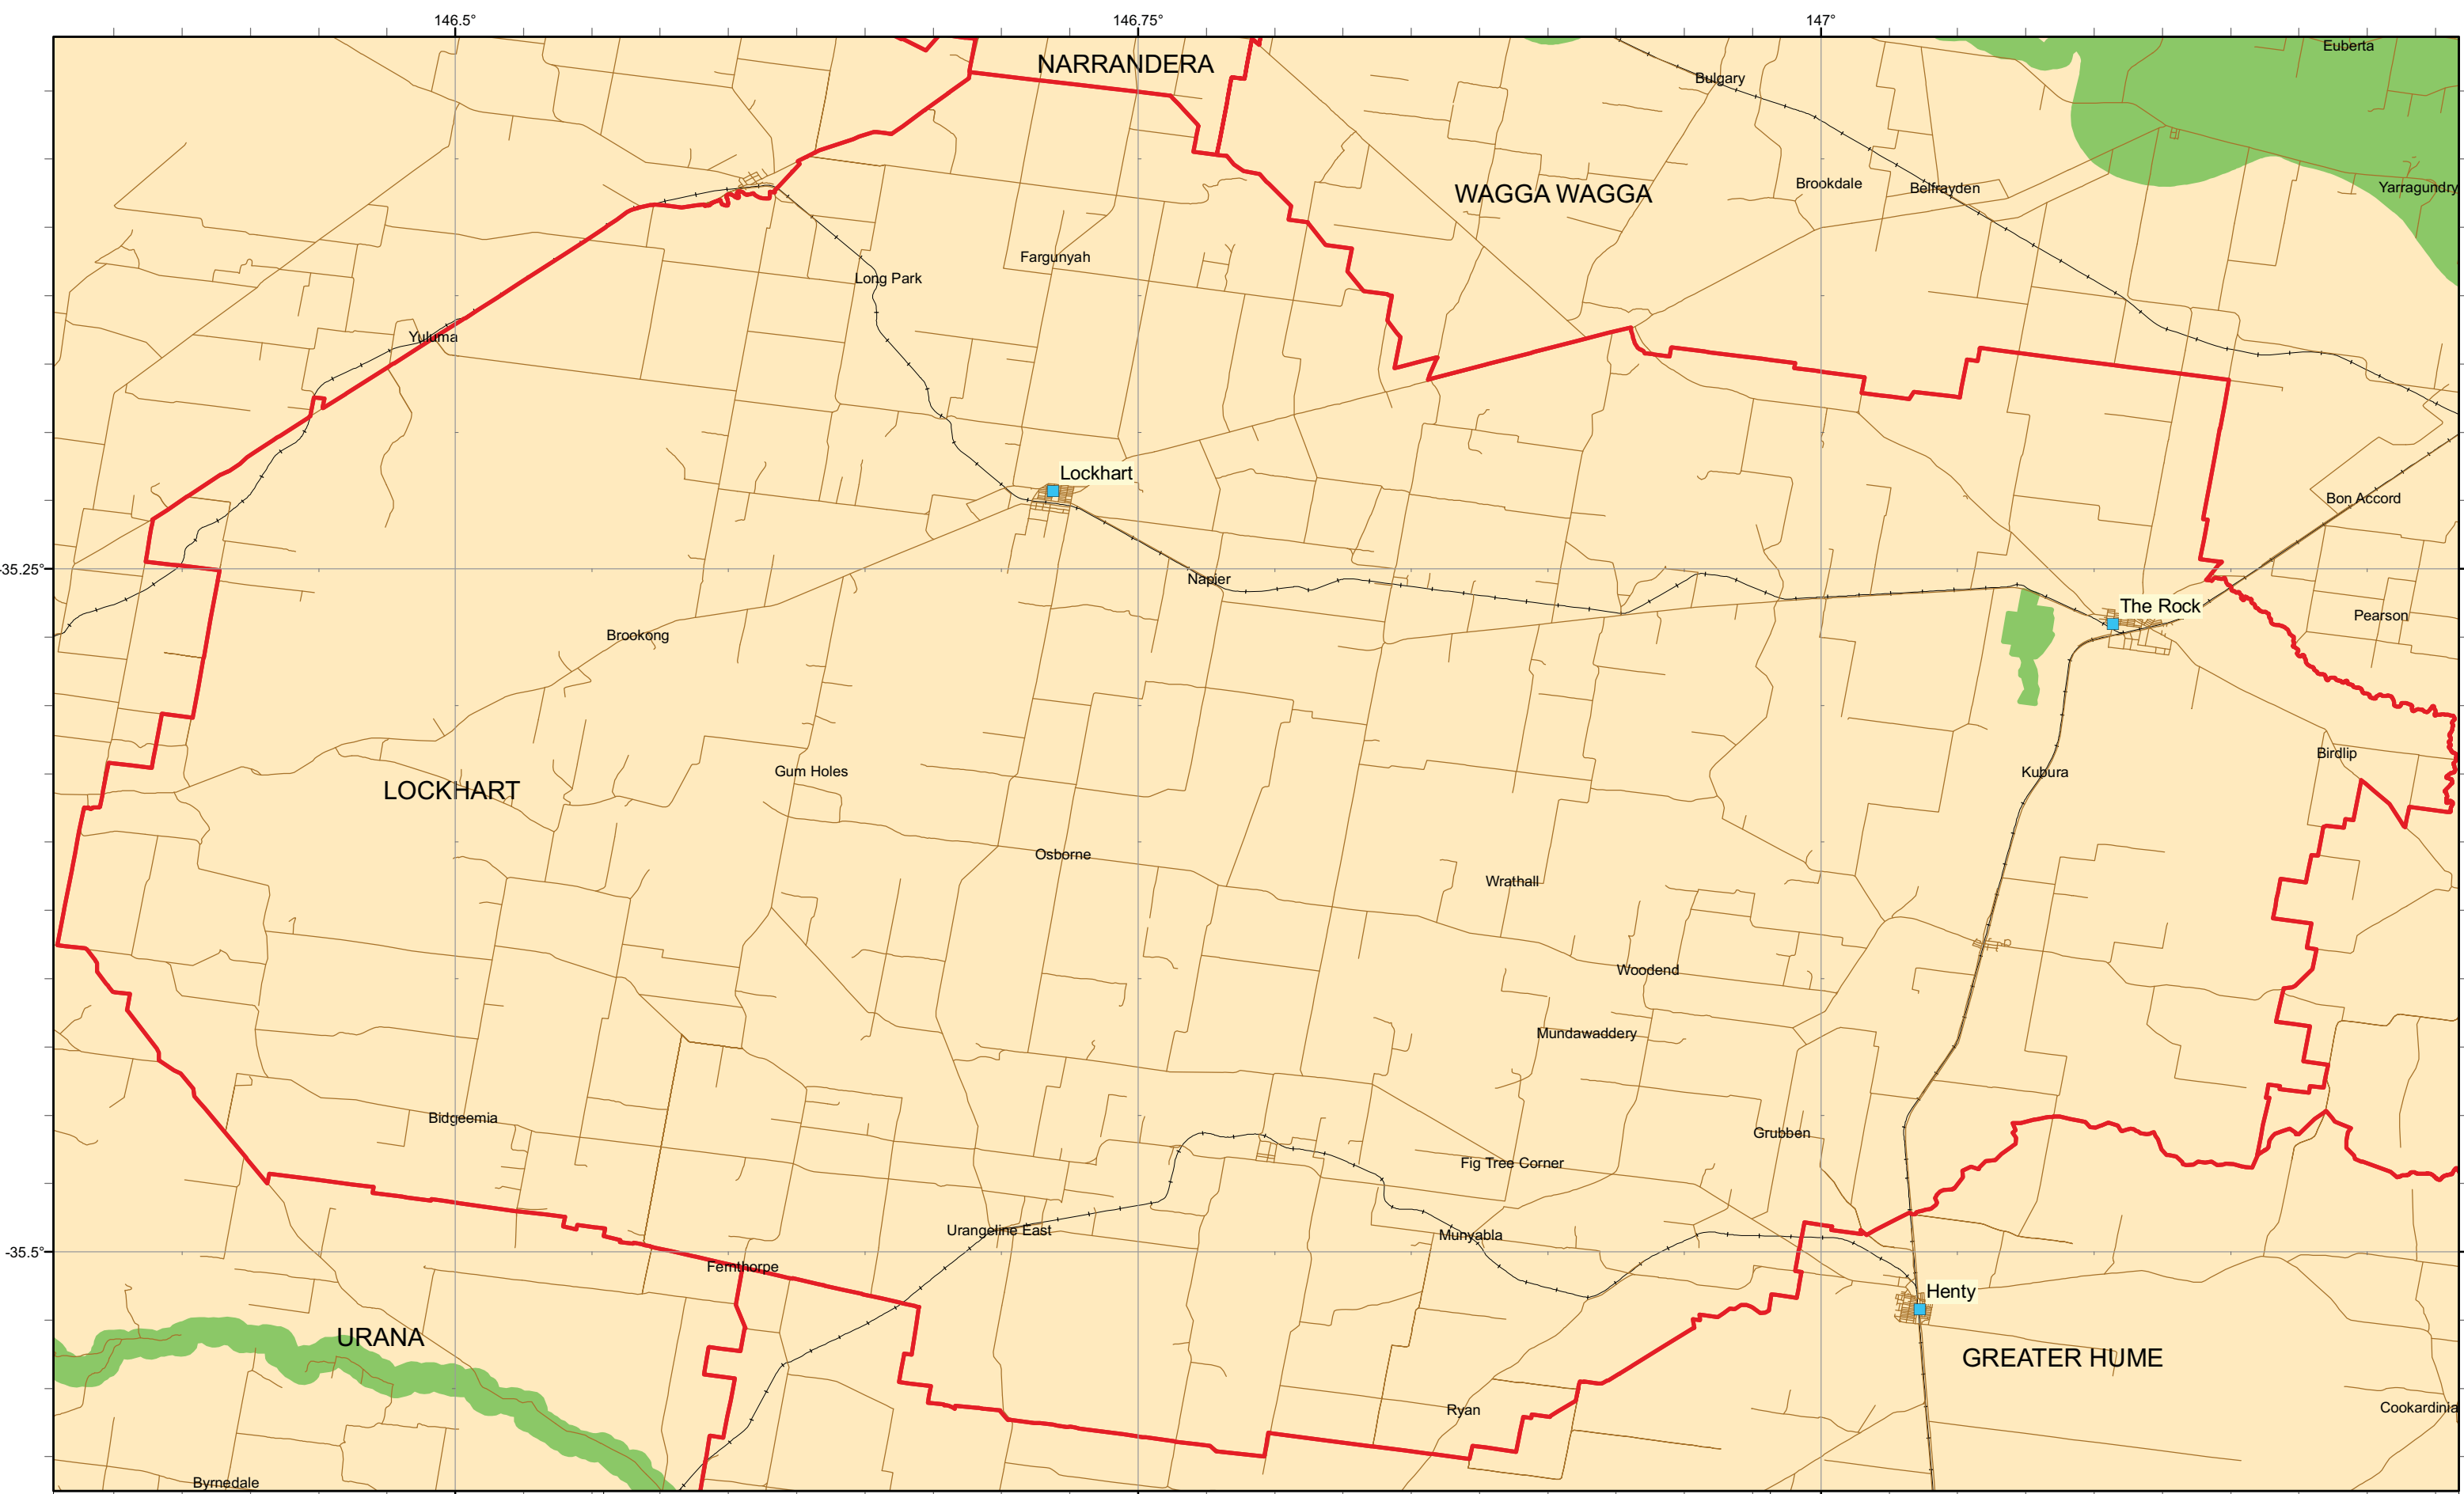 146.5°
146.75°
147°
Euberta
NARRANDERA
Bulgary
Brookdale
Belfrayden
Yarragundry
WAGGA WAGGA
Fargunyah
Long Park
Yuluma
Lockhart
Bon Accord
-35.25°
Napier
The Rock
Pearson
Brookong
Birdlip
Gum Holes
Kubura
LOCKHART
Osborne
Wrathall
Woodend
Mundawaddery
Bidgeemia
Grubben
Fig Tree Corner
Urangeline East
Munyabla
-35.5°
Fernthorpe
Henty
URANA
GREATER HUME
Ryan
Cookardinia
Byrnedale